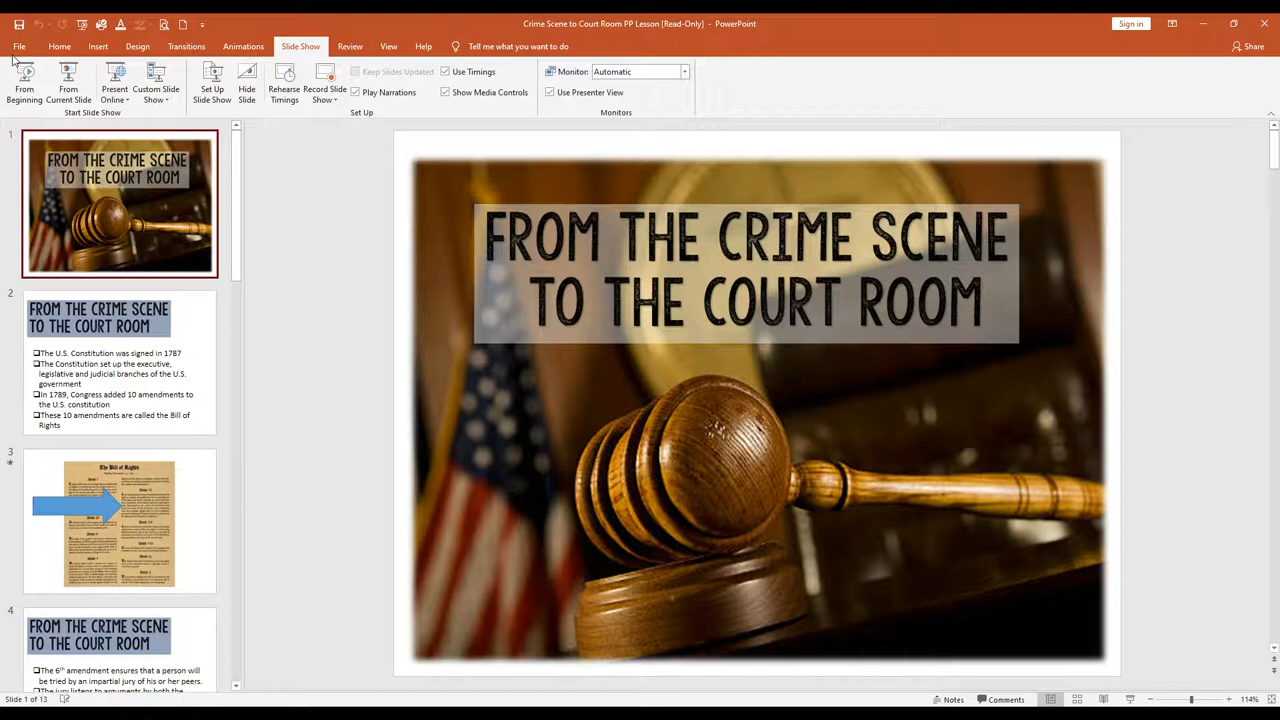 Crime Scene to Court Room PP Lesson [Read-Only] - PowerPoint
Sign in
File Home Insert Design Transitions Animations Slide Show Review View Help Tell me what you want to do Share
From Beginning
From Current Slide
Present Online
Custom Slide Show
Set Up Slide Show
Hide Slide
Rehearse Timings
Record Slide Show
Keep Slides Updated
Play Narrations
Use Timings
Show Media Controls
Monitor: Automatic
Use Presenter View
Start Slide Show
Set Up
Monitors
1
FROM THE CRIME SCENE
TO THE COURT ROOM
2
FROM THE CRIME SCENE
TO THE COURT ROOM
The U.S. Constitution was signed in 1787
The Constitution set up the executive,
legislative and judicial branches of the U.S.
government
In 1789, Congress added 10 amendments to
the U.S. constitution
These 10 amendments are called the Bill of
Rights
3
The Bill of Rights
4
FROM THE CRIME SCENE
TO THE COURT ROOM
The 6th amendment ensures that a person will
be tried by an impartial jury of his or her peers.
The jury listens to arguments by both the
FROM THE CRIME SCENE
TO THE COURT ROOM
Slide 1 of 13
Notes
Comments
114%